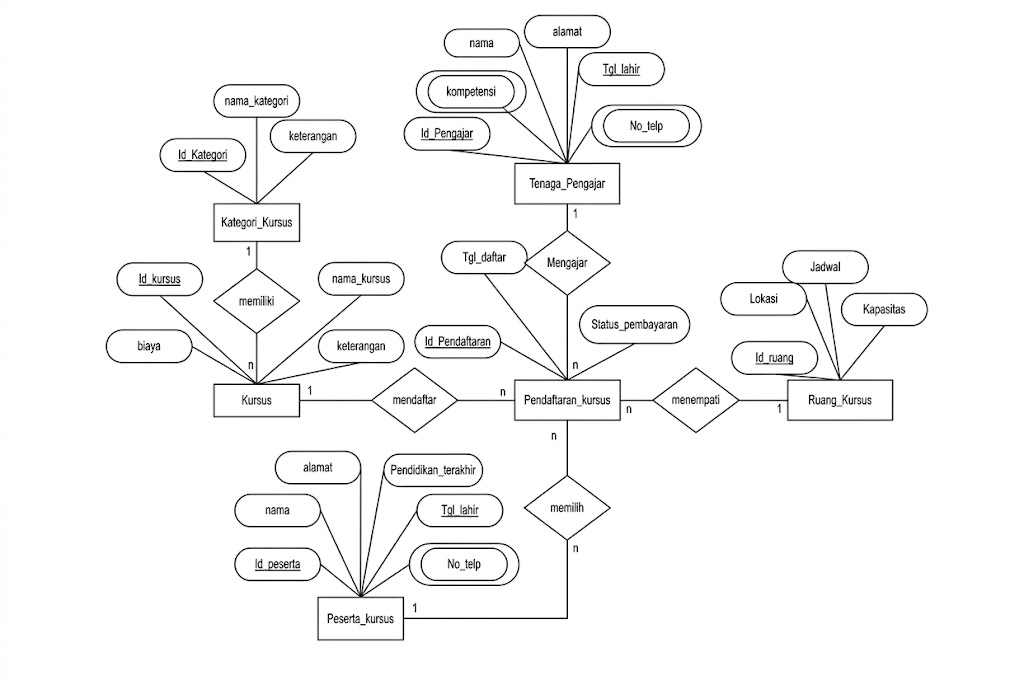 alamat
nama
Tgl_lahir
kompetensi
nama_kategori
No_telp
Id_Pengajar
keterangan
Id_Kategori
Tenaga_Pengajar
1
Kategori_Kursus
1
Tgl_daftar
Mengajar
Jadwal
Id_kursus
nama_kursus
memiliki
Lokasi
Kapasitas
Status_pembayaran
Id_Pendaftaran
biaya
keterangan
Id_ruang
n
n
Kursus
1
mendaftar
n
Pendaftaran_kursus
n
menempati
1
Ruang_Kursus
n
alamat
Pendidikan_terakhir
nama
Tgl_lahir
memilih
n
Id_peserta
No_telp
1
Peserta_kursus